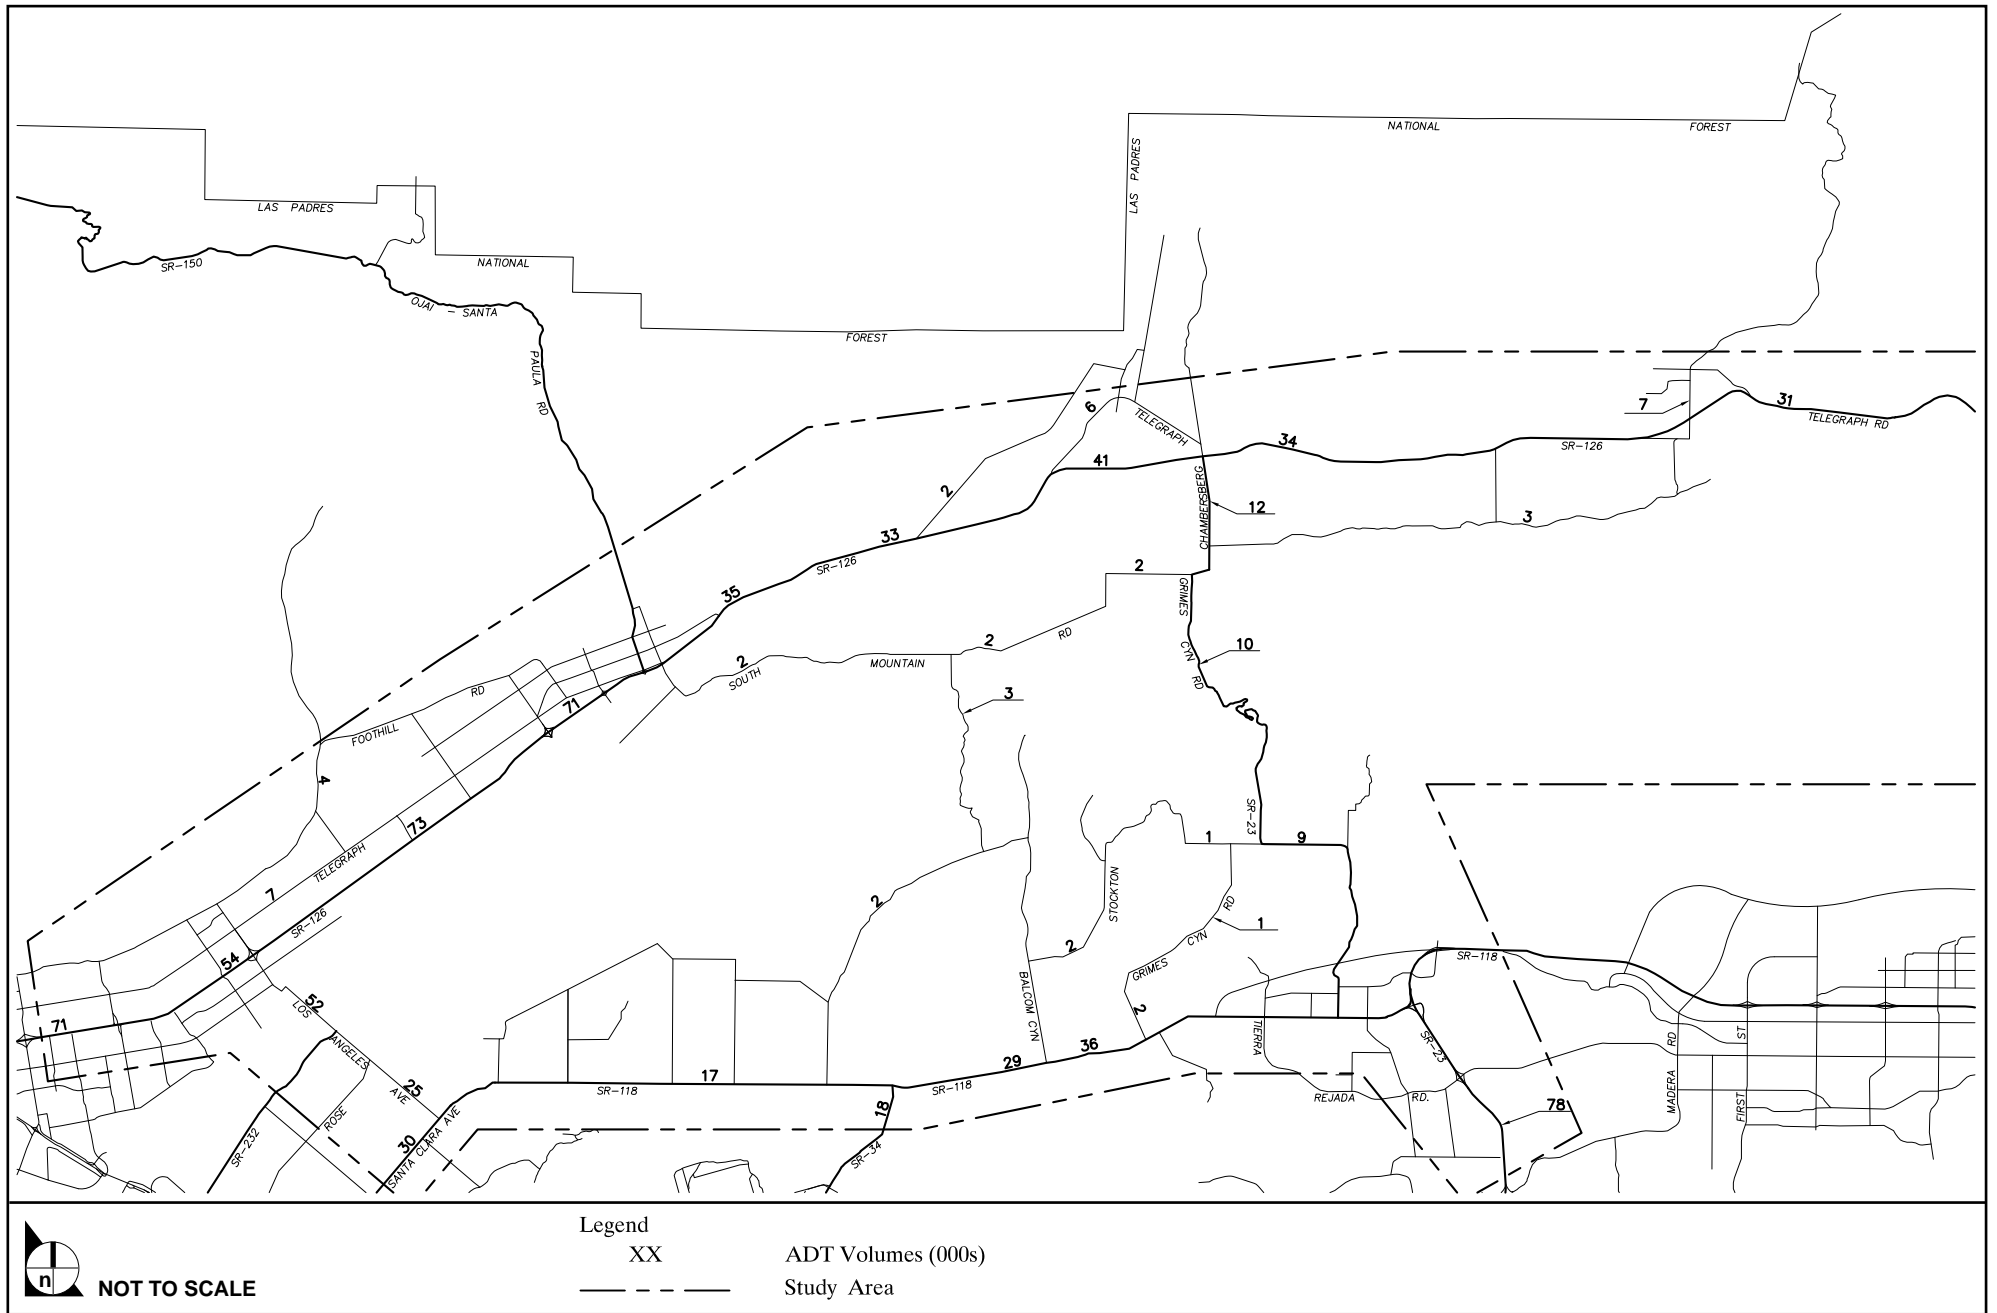 NATIONAL
FOREST
LAS PADRES
LAS PADRES
SR-150
NATIONAL
OJAI - SANTA
FOREST
PAULA RD
6
TELEGRAPH
7
31
TELEGRAPH RD
34
SR-126
41
2
CHAMBERSBERG
12
3
33
SR-126
2
GRIMES
35
CYN RD
10
2
RD
2
SOUTH
MOUNTAIN
3
RD
71
FOOTHILL
4
73
SR-23
9
1
TELEGRAPH
7
SR-126
2
STOCKTON
RD
1
CYN
2
GRIMES
54
SR-118
BALCOM CYN
2
52
LOS
71
ANGELES
TIERRA
36
29
SR-23
RD
ST
17
SR-118
SR-118
25
AVE
REJADA RD.
MADERA
FIRST
18
78
ROSE
30
SANTA CLARA AVE
SR-232
SR-34
n
NOT TO SCALE
Legend
XX ADT Volumes (000s)
Study Area